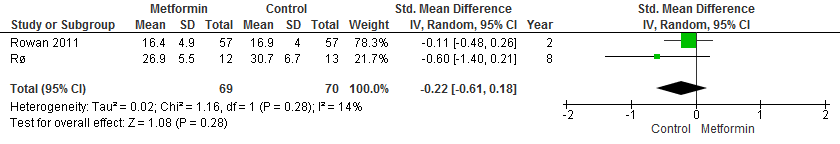 Metformin Control Std. Mean Difference Std. Mean Difference
Study or Subgroup Mean SD Total Mean SD Total Weight IV, Random, 95% CI Year IV, Random, 95% CI
Rowan 2011 16.4 4.9 57 16.9 4 57 78.3% -0.11 [-0.48, 0.26] 2
Rø 26.9 5.5 12 30.7 6.7 13 21.7% -0.60 [-1.40, 0.21] 8
Total (95% CI) 69 70 100.0% -0.22 [-0.61, 0.18]
Heterogeneity: Tau² = 0.02; Chi² = 1.16, df = 1 (P = 0.28); I² = 14%
Test for overall effect: Z = 1.08 (P = 0.28)
-2 -1 0 1 2
Control Metformin